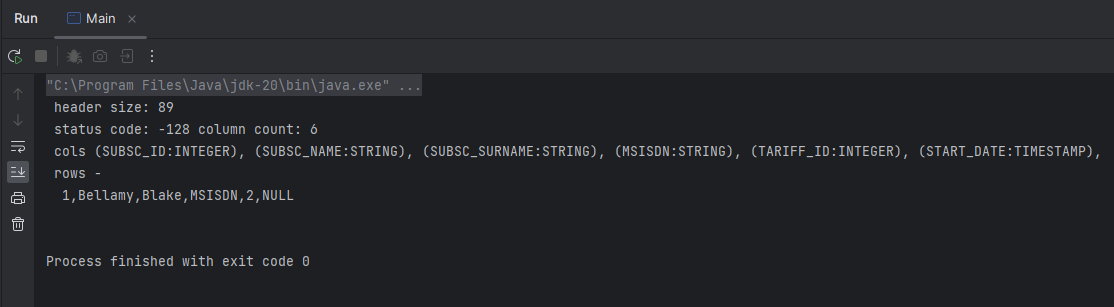 Run Main
"C:\Program Files\Java\jdk-20\bin\java.exe" ...
header size: 89
status code: -128 column count: 6
cols (SUBSC_ID:INTEGER), (SUBSC_NAME:STRING), (SUBSC_SURNAME:STRING), (MSISDN:STRING), (TARIFF_ID:INTEGER), (START_DATE:TIMESTAMP),
rows -
1,Bellamy,Blake,MSISDN,2,NULL
Process finished with exit code 0